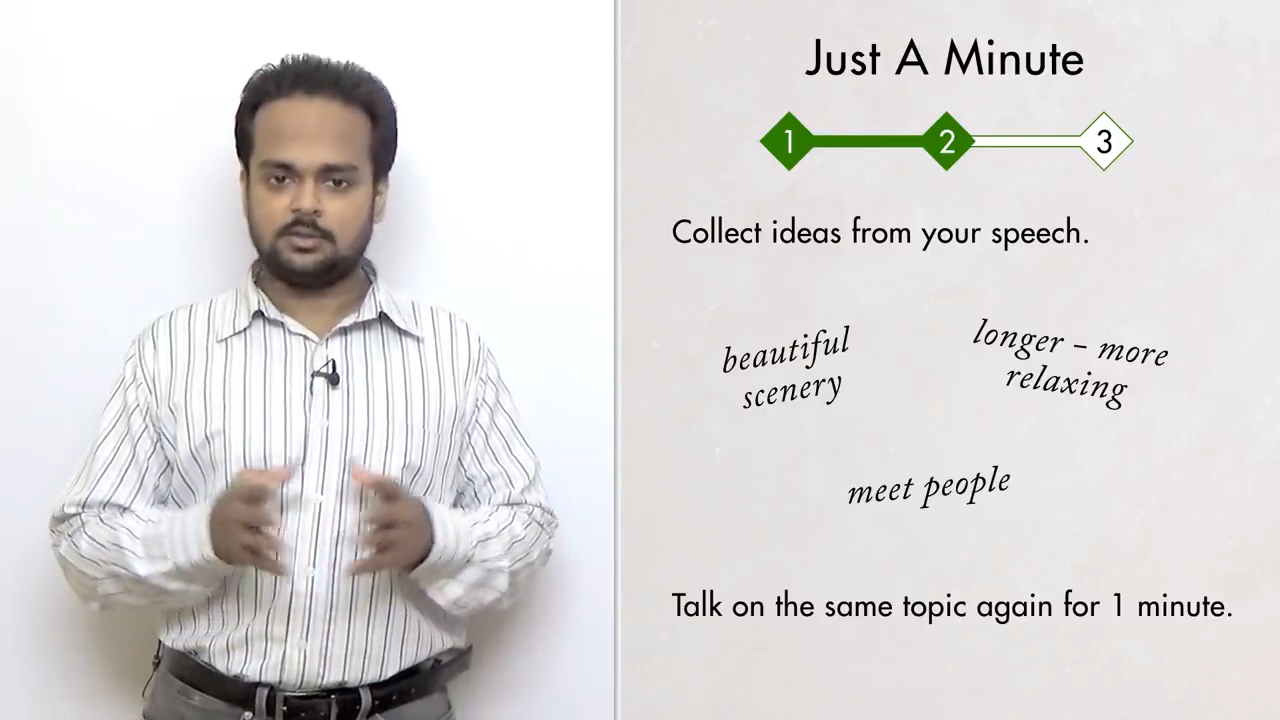 Just A Minute
1 2 3
Collect ideas from your speech.
beautiful
scenery
longer – more
relaxing
meet people
Talk on the same topic again for 1 minute.